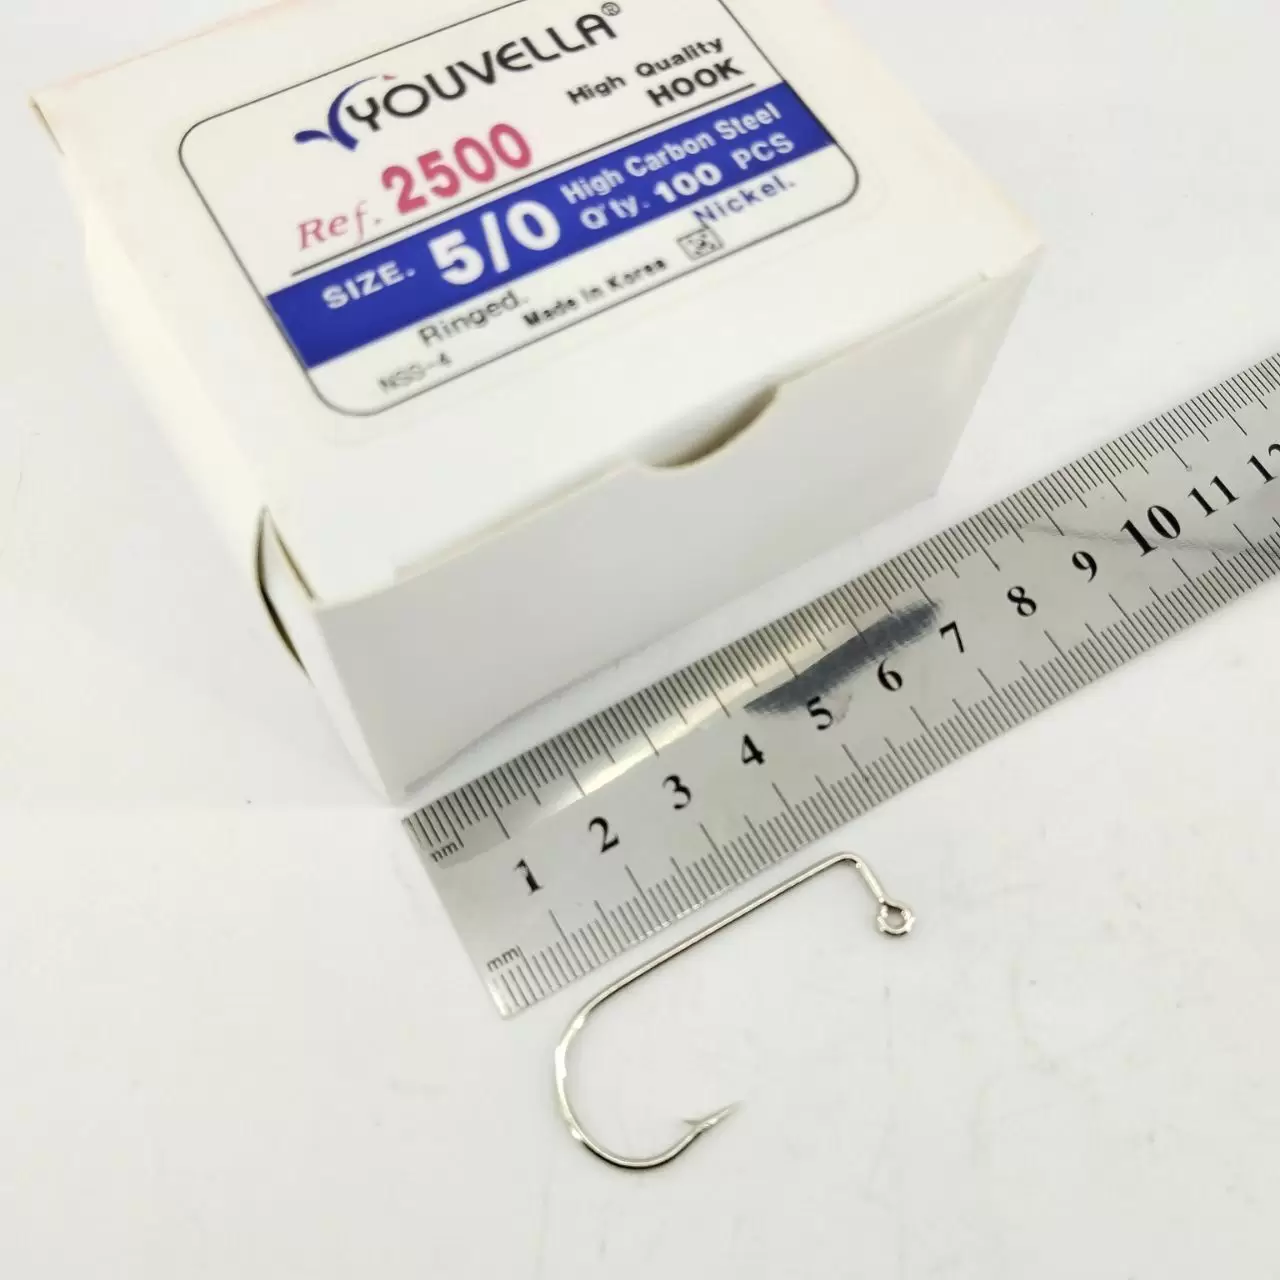 YOUVELLA®
High Quality
HOOK
Ref. 2500
SIZE. 5/0
High Carbon Steel
Q'ty. 100 PCS
Ringed.
Nickel.
NSS-4
Made in Korea
mm
1 2 3 4 5 6 7 8 9 10 11 12
mm